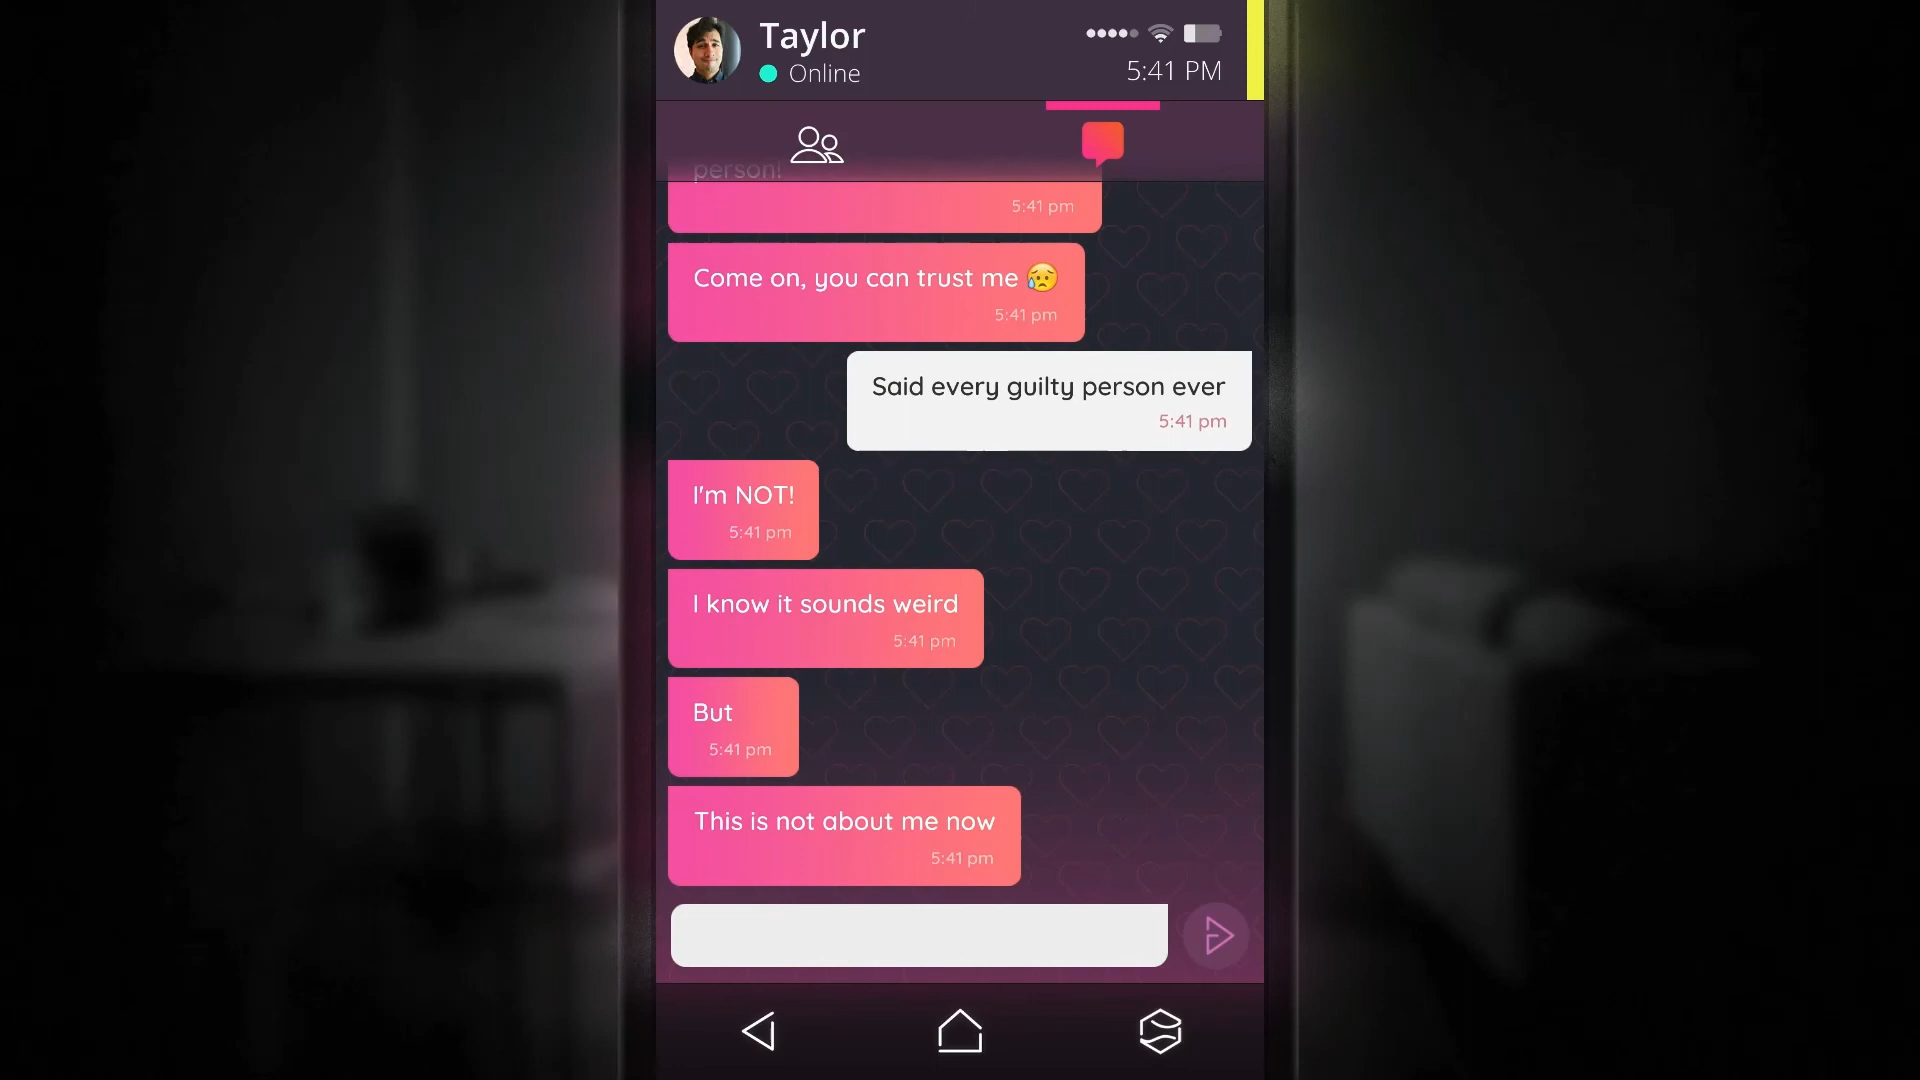 Taylor
Online
5:41 PM
person!
5:41 pm
Come on, you can trust me 😥
5:41 pm
Said every guilty person ever
5:41 pm
I'm NOT!
5:41 pm
I know it sounds weird
5:41 pm
But
5:41 pm
This is not about me now
5:41 pm